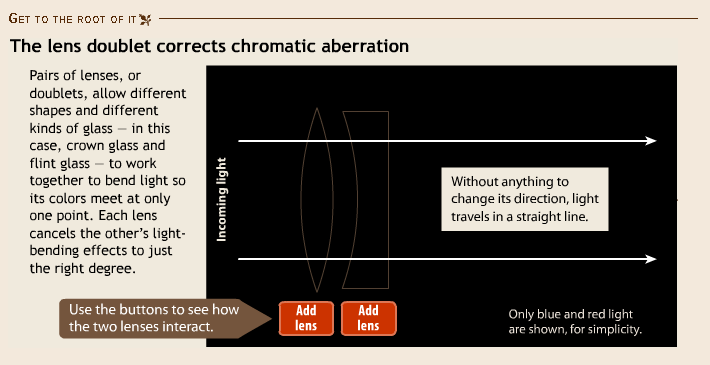 GET TO THE ROOT OF IT
The lens doublet corrects chromatic aberration
Pairs of lenses, or
doublets, allow different
shapes and different
kinds of glass — in this
case, crown glass and
flint glass — to work
together to bend light so
its colors meet at only
one point. Each lens
cancels the other's light-
bending effects to just
the right degree.
Incoming light
Without anything to
change its direction, light
travels in a straight line.
Use the buttons to see how
the two lenses interact.
Add
lens
Add
lens
Only blue and red light
are shown, for simplicity.